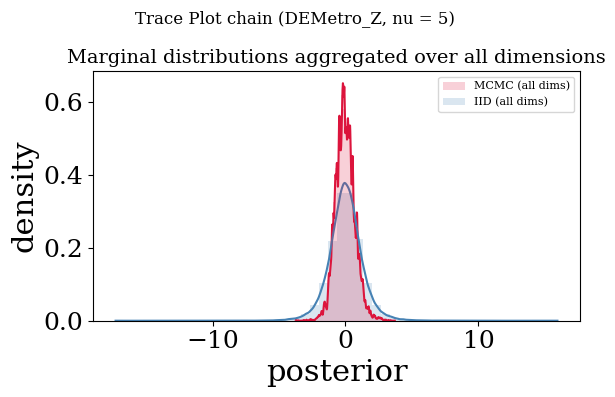 Trace Plot chain (DEMetro_Z, nu = 5)
Marginal distributions aggregated over all dimensions
MCMC (all dims)
IID (all dims)
density
0.6
0.4
0.2
0.0
−10
0
10
posterior